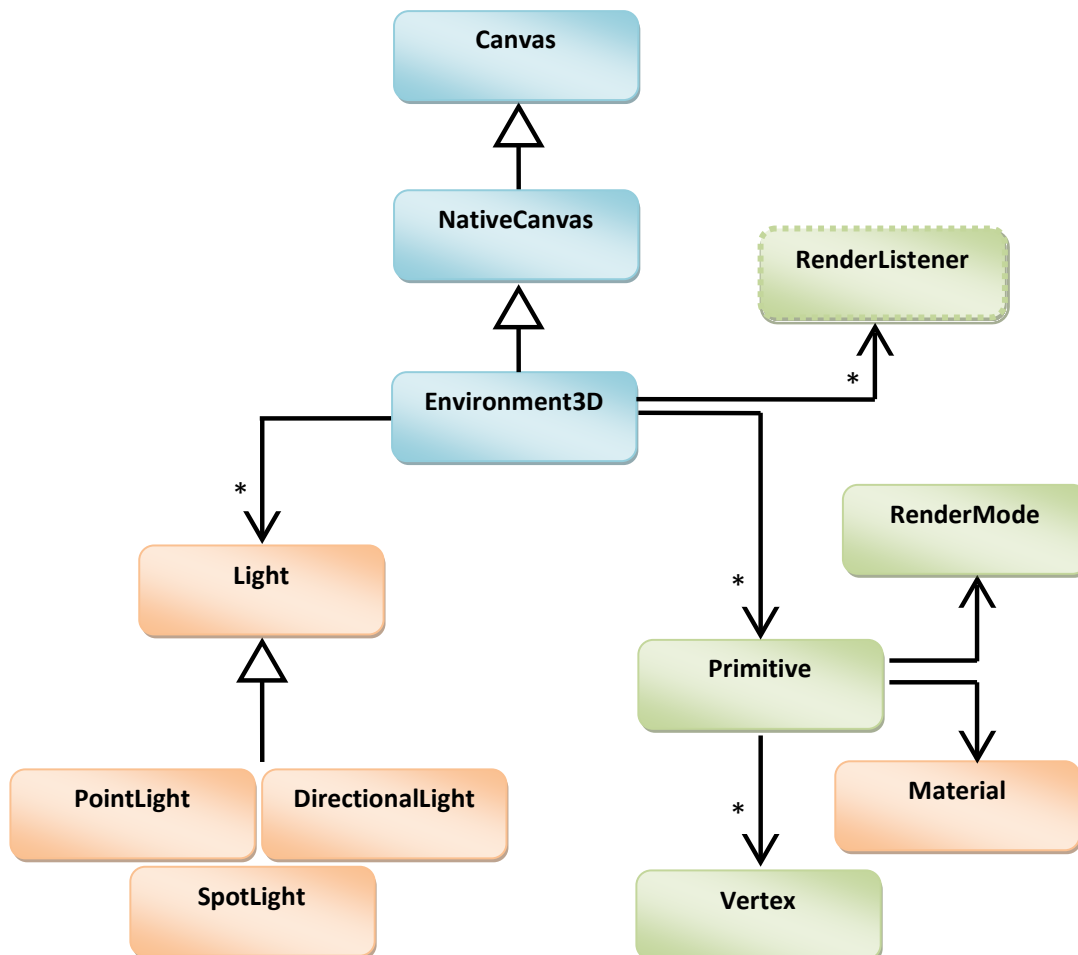 Canvas
NativeCanvas
RenderListener
*
Environment3D
*
RenderMode
Light
*
Primitive
PointLight
DirectionalLight
Material
*
SpotLight
Vertex